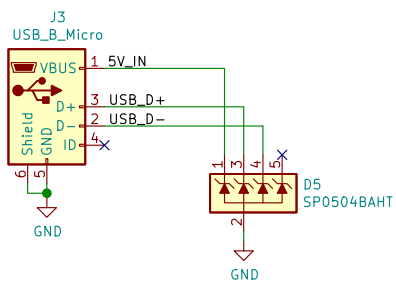 J3
USB_B_Micro
VBUS 1 5V_IN
D+ 3 USB_D+
D- 2 USB_D-
ID 4
Shield
GND
6
5
GND
1
3
4
5
D5
SP0504BAHT
2
GND